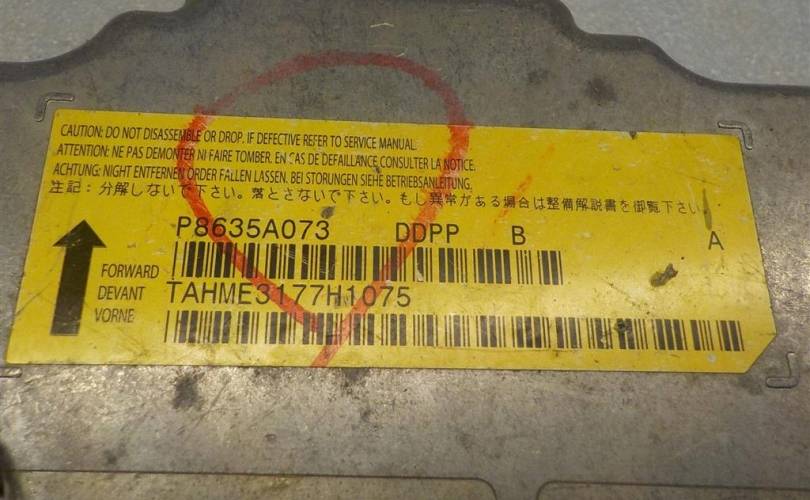 CAUTION: DO NOT DISASSEMBLE OR DROP. IF DEFECTIVE REFER TO SERVICE MANUAL.
ATTENTION: NE PAS DEMONTER NI FAIRE TOMBER. EN CAS DE DEFAILLANCE CONSULTER LA NOTICE.
ACHTUNG: NIGHT ENTFERNEN ORDER FALLEN LASSEN. BEI STORUNGEN SIEHE BETRIEBSANLEITUNG.
注記：分解しないで下さい。落とさないで下さい。もし異常がある場合は整備解説書を御覧下さい。
P8635A073 DDPP B A
FORWARD
DEVANT
VORNE
TAHME3177H1075